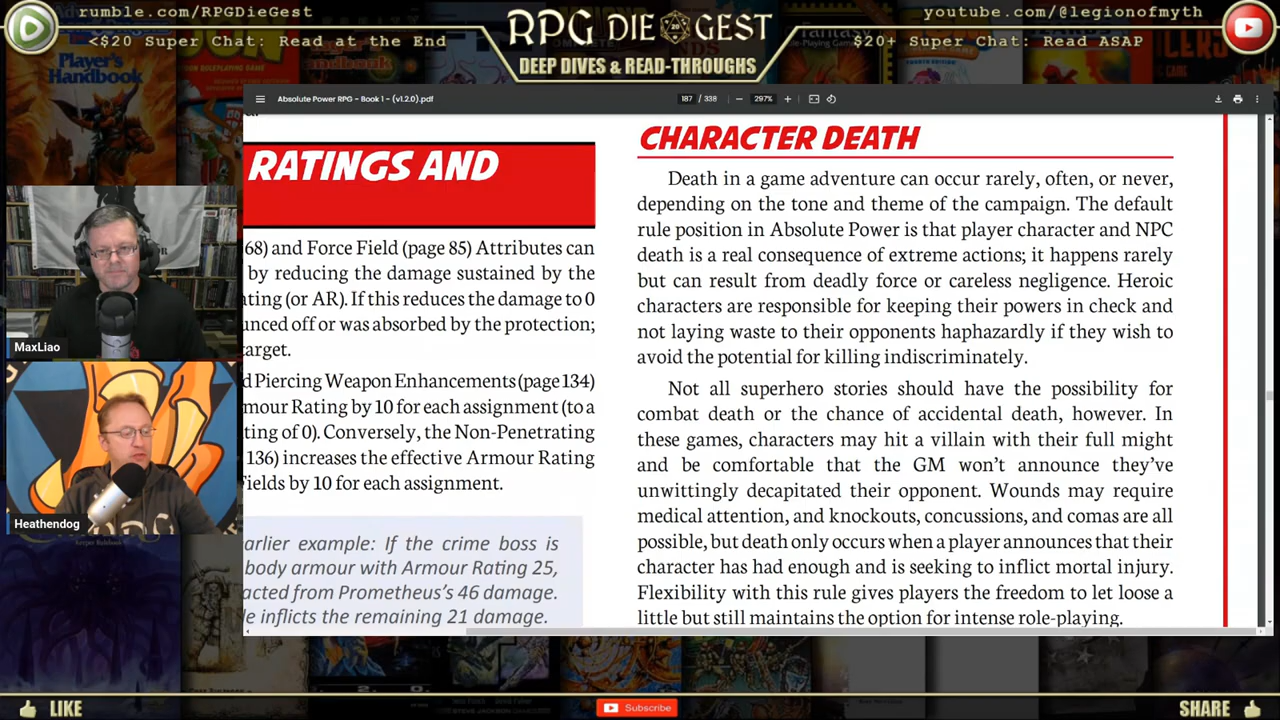 rumble.com/RPGDieGest
<$20 Super Chat: Read at the End
RPG DIE GEST
20
DEEP DIVES & READ-THROUGHS
youtube.com/@legionofmyth
$20+ Super Chat: Read ASAP
Player's
Handbook
Absolute Power RPG - Book 1 - (v1.2.0).pdf
187 / 338
297%
RATINGS AND
68) and Force Field (page 85) Attributes can
by reducing the damage sustained by the
ting (or AR). If this reduces the damage to 0
unced off or was absorbed by the protection;
target.
d Piercing Weapon Enhancements (page 134)
mour Rating by 10 for each assignment (to a
ting of 0). Conversely, the Non-Penetrating
136) increases the effective Armour Rating
Fields by 10 for each assignment.
arlier example: If the crime boss is
body armour with Armour Rating 25,
acted from Prometheus's 46 damage.
le inflicts the remaining 21 damage.
CHARACTER DEATH
Death in a game adventure can occur rarely, often, or never,
depending on the tone and theme of the campaign. The default
rule position in Absolute Power is that player character and NPC
death is a real consequence of extreme actions; it happens rarely
but can result from deadly force or careless negligence. Heroic
characters are responsible for keeping their powers in check and
not laying waste to their opponents haphazardly if they wish to
avoid the potential for killing indiscriminately.
Not all superhero stories should have the possibility for
combat death or the chance of accidental death, however. In
these games, characters may hit a villain with their full might
and be comfortable that the GM won't announce they've
unwittingly decapitated their opponent. Wounds may require
medical attention, and knockouts, concussions, and comas are all
possible, but death only occurs when a player announces that their
character has had enough and is seeking to inflict mortal injury.
Flexibility with this rule gives players the freedom to let loose a
little but still maintains the option for intense role-playing.
MaxLiao
Heathendog
LIKE
Subscribe
SHARE